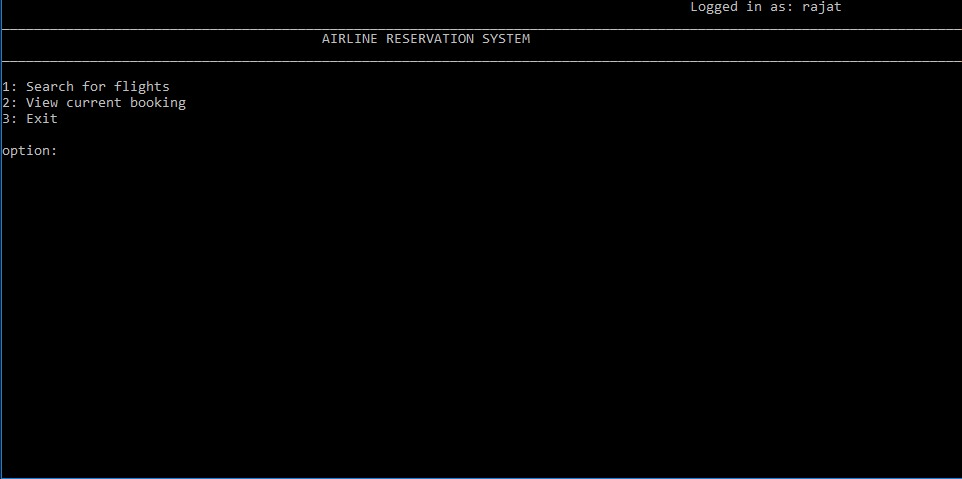 Logged in as: rajat
AIRLINE RESERVATION SYSTEM
1: Search for flights
2: View current booking
3: Exit
option: